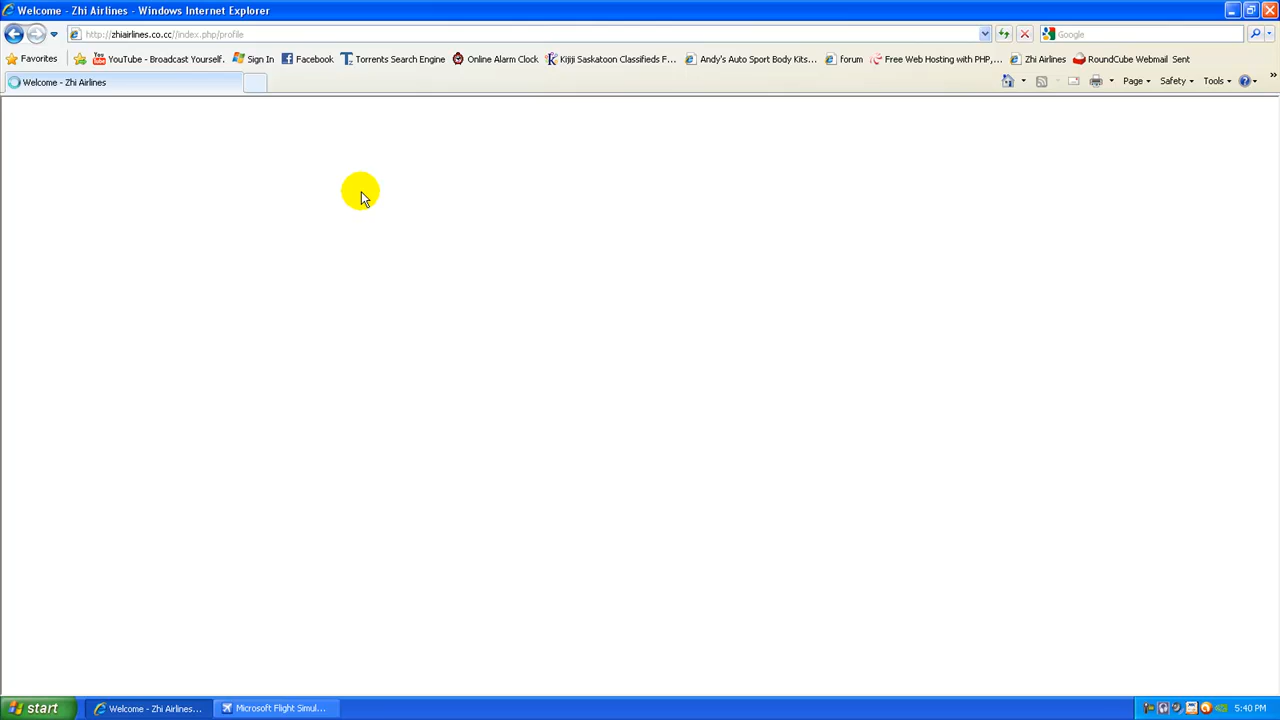 Welcome - Zhi Airlines - Windows Internet Explorer
http://zhiairlines.co.cc//index.php/profile
Google
Favorites
You Tube YouTube - Broadcast Yourself.
Sign In
Facebook
Torrents Search Engine
Online Alarm Clock
Kijiji Saskatoon Classifieds F...
Andy's Auto Sport Body Kits...
forum
Free Web Hosting with PHP,...
Zhi Airlines
RoundCube Webmail  Sent
Welcome - Zhi Airlines
Page
Safety
Tools
start
Welcome - Zhi Airlines...
Microsoft Flight Simul...
5:40 PM